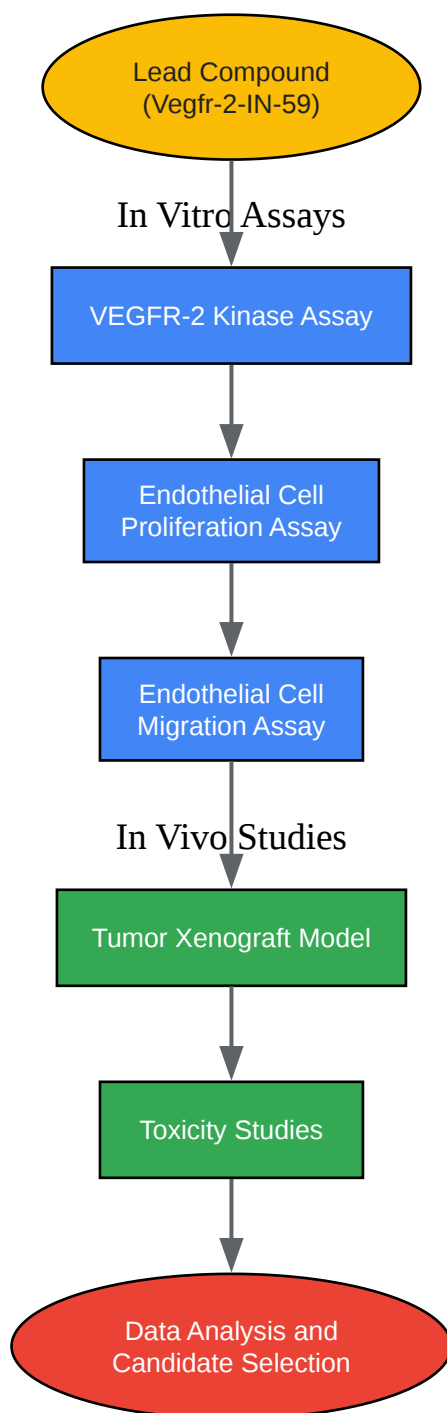 Lead Compound
(Vegfr-2-IN-59)
In Vitro Assays
VEGFR-2 Kinase Assay
Endothelial Cell
Proliferation Assay
Endothelial Cell
Migration Assay
In Vivo Studies
Tumor Xenograft Model
Toxicity Studies
Data Analysis and
Candidate Selection